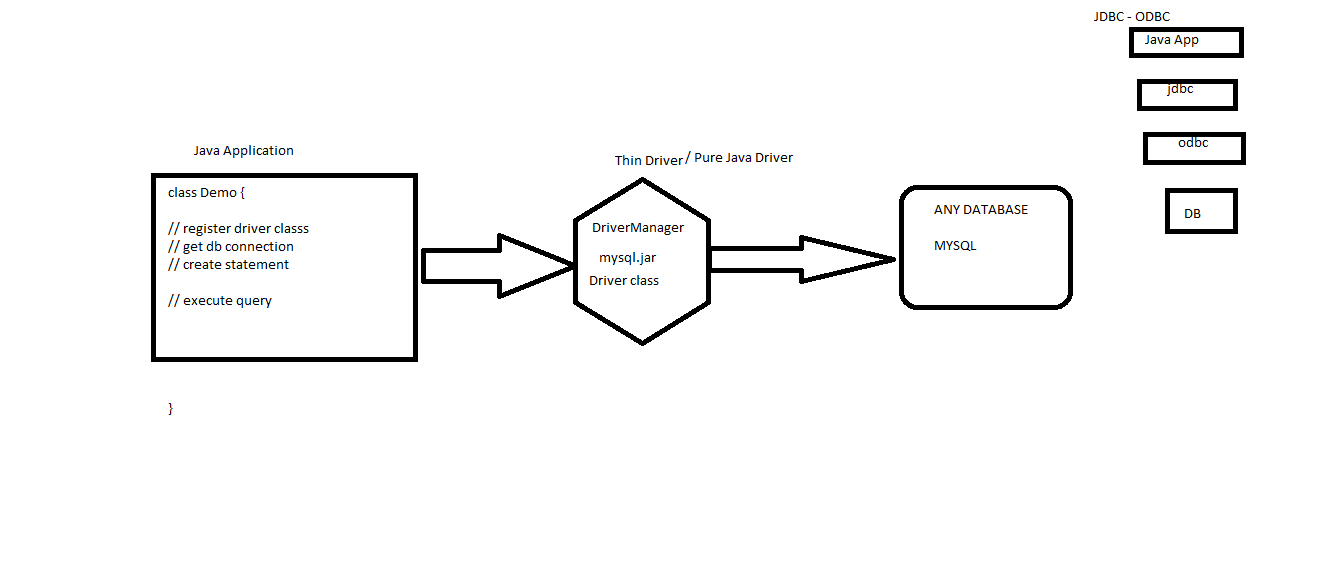 JDBC - ODBC
Java App
jdbc
odbc
DB
Java Application
class Demo {
// register driver classs
// get db connection
// create statement
// execute query
}
Thin Driver / Pure Java Driver
DriverManager
mysql.jar
Driver class
ANY DATABASE
MYSQL